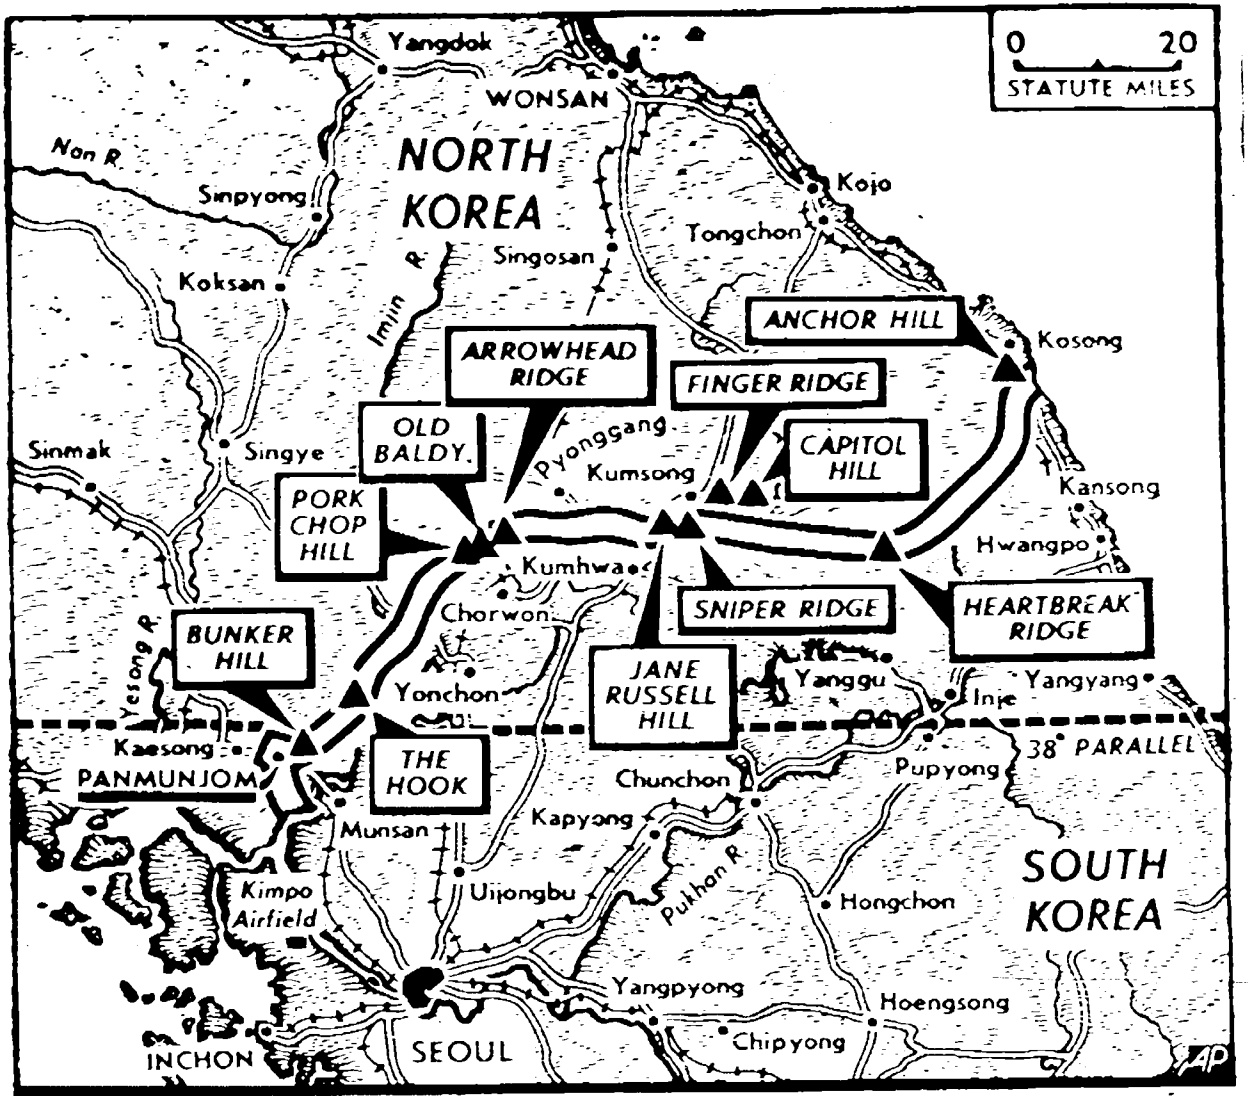 0 20
STATUTE MILES
Yangdok
WONSAN
NORTH
KOREA
Nan R.
Sinpyong
Kojo
Tongchon
Singosan
Koksan
Imjin R.
ANCHOR HILL
Kosong
ARROWHEAD
RIDGE
FINGER RIDGE
OLD
BALDY.
Pyonggang
Kumsong
CAPITOL
HILL
Sinmak
Singye
PORK
CHOP
HILL
Kansong
Hwangpo
Kumhwa
Chorwon
SNIPER RIDGE
HEARTBREAK
RIDGE
BUNKER
HILL
Yesong R.
JANE
RUSSELL
HILL
Yonchon
Yanggu
Inje
Yangyang
Kaesong
PANMUNJOM
THE
HOOK
38° PARALLEL
Chunchon
Pupyong
Munsan
Kapyong
SOUTH
KOREA
Kimpo
Airfield
Uijongbu
Pukhan R.
Hongchon
Yangpyong
Hoengsong
INCHON
SEOUL
Chipyong
AP